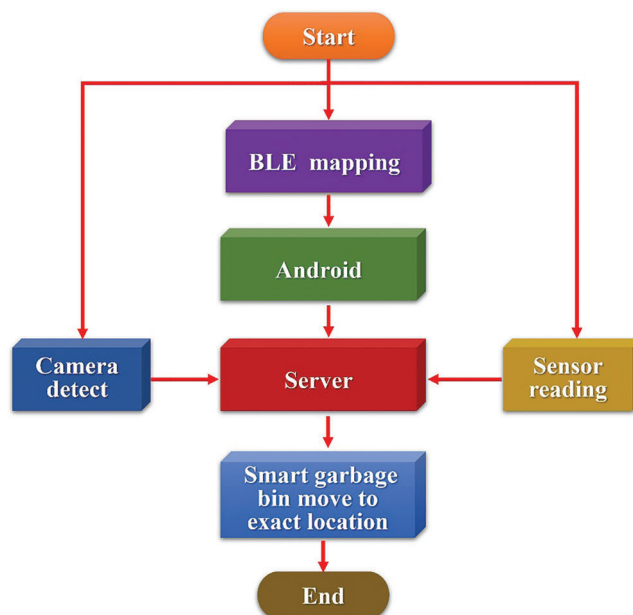 Start
BLE mapping
Android
Camera
detect
Server
Sensor
reading
Smart garbage
bin move to
exact location
End